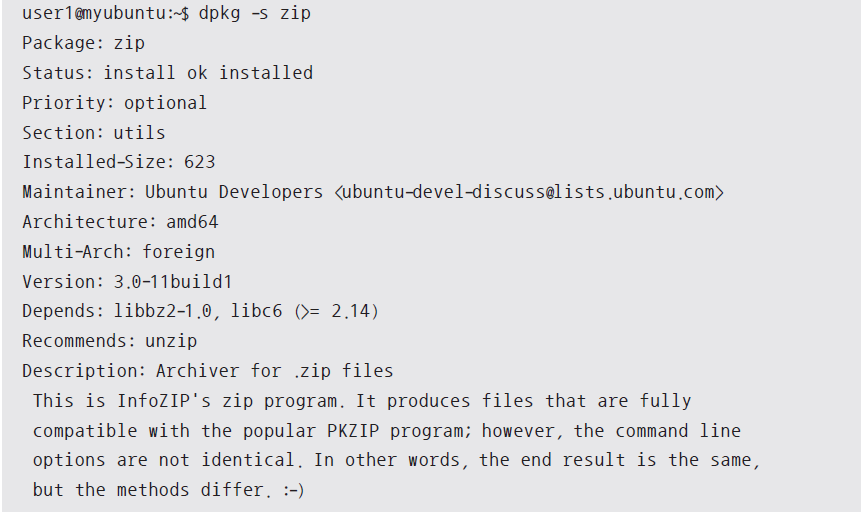 user1@myubuntu:~$ dpkg -s zip
Package: zip
Status: install ok installed
Priority: optional
Section: utils
Installed-Size: 623
Maintainer: Ubuntu Developers <ubuntu-devel-discuss@lists.ubuntu.com>
Architecture: amd64
Multi-Arch: foreign
Version: 3.0-11build1
Depends: libbz2-1.0, libc6 (>= 2.14)
Recommends: unzip
Description: Archiver for .zip files
This is InfoZIP's zip program. It produces files that are fully
compatible with the popular PKZIP program; however, the command line
options are not identical. In other words, the end result is the same,
but the methods differ. :-)